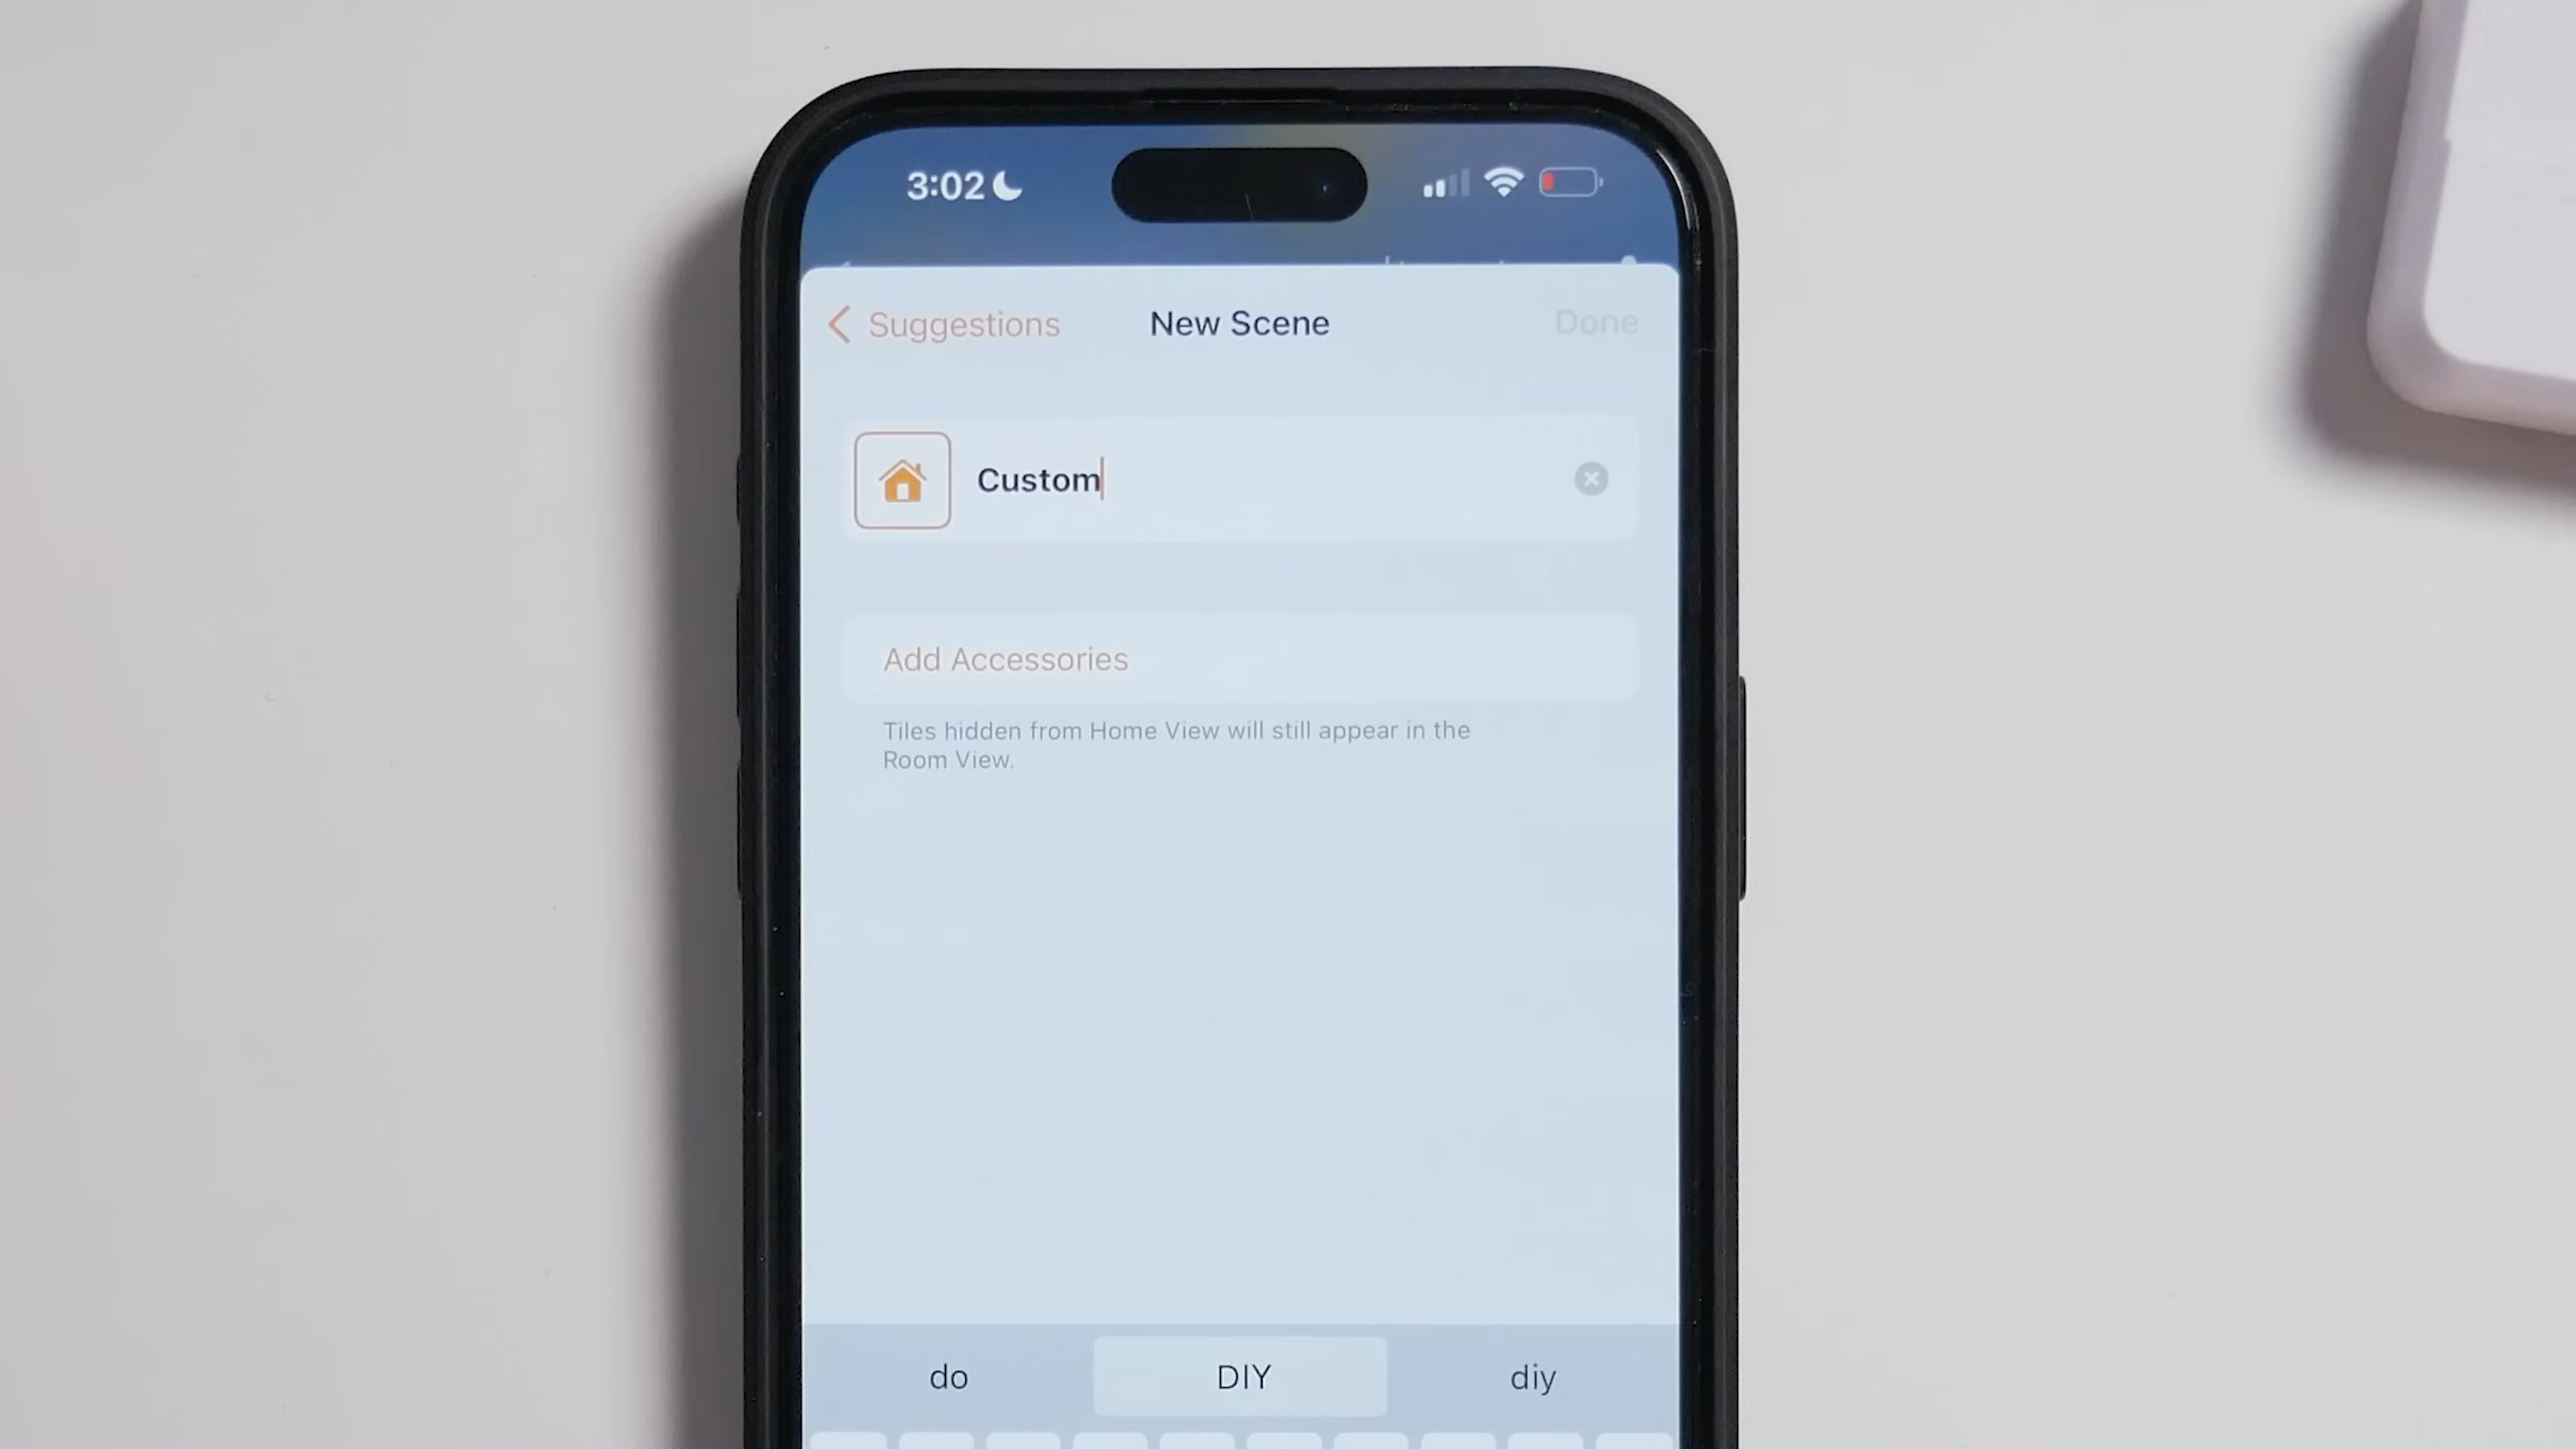 3:02
Suggestions
New Scene
Done
Custom
Add Accessories
Tiles hidden from Home View will still appear in the
Room View.
do
DIY
diy